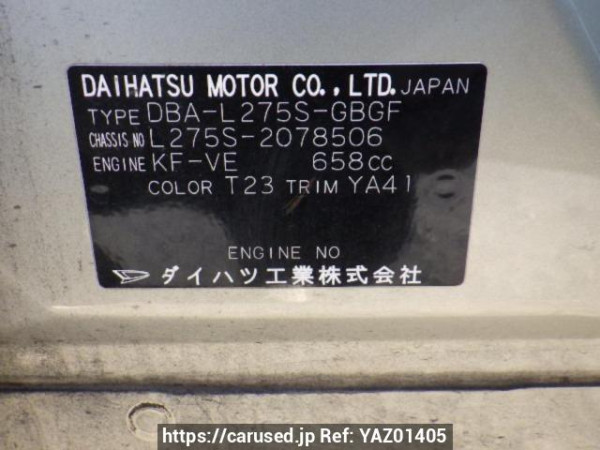 DAIHATSU MOTOR CO., LTD. JAPAN
TYPE DBA-L275S-GBGF
CHASSIS NO L275S-2078506
ENGINE KF-VE 658CC
COLOR T23 TRIM YA41
ENGINE NO
ダイハツ工業株式会社
https://carused.jp Ref: YAZ01405